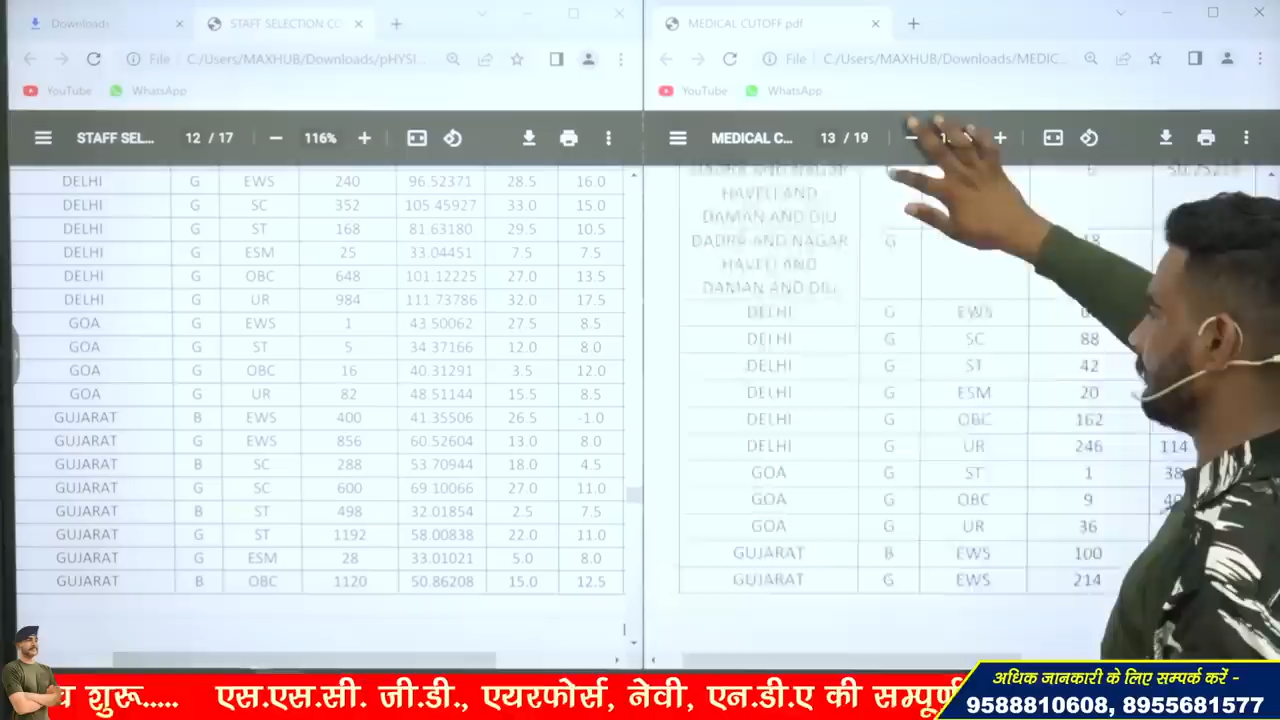 Downloads
STAFF SELECTION CO
File C:/Users/MAXHUB/Downloads/pHYSI...
YouTube WhatsApp
STAFF SEL... 12 / 17 116%
DELHI G EWS 240 96.52371 28.5 16.0
DELHI G SC 352 105.45927 33.0 15.0
DELHI G ST 168 81.63180 29.5 10.5
DELHI G ESM 25 33.04451 7.5 7.5
DELHI G OBC 648 101.12225 27.0 13.5
DELHI G UR 984 111.73786 32.0 17.5
GOA G EWS 1 43.50062 27.5 8.5
GOA G ST 5 34.37166 12.0 8.0
GOA G OBC 16 40.31291 3.5 12.0
GOA G UR 82 48.51144 15.5 8.5
GUJARAT B EWS 400 41.35506 26.5 -1.0
GUJARAT G EWS 856 60.52604 13.0 8.0
GUJARAT B SC 288 53.70944 18.0 4.5
GUJARAT G SC 600 69.10066 27.0 11.0
GUJARAT B ST 498 32.01854 2.5 7.5
GUJARAT G ST 1192 58.00838 22.0 11.0
GUJARAT G ESM 28 33.01021 5.0 8.0
GUJARAT B OBC 1120 50.86208 15.0 12.5
MEDICAL CUTOFF.pdf
File C:/Users/MAXHUB/Downloads/MEDIC...
YouTube WhatsApp
MEDICAL C... 13 / 19
DADRA AND NAGAR
HAVELI AND
DAMAN AND DIU
DADRA AND NAGAR G 18
HAVELI AND
DAMAN AND DIU
DELHI G EWS
DELHI G SC 88
DELHI G ST 42
DELHI G ESM 20
DELHI G OBC 162
DELHI G UR 246 114
GOA G ST 1 38
GOA G OBC 9
GOA G UR 36
GUJARAT B EWS 100
GUJARAT G EWS 214
शुरू..... एस.एस.सी. जी.डी., एयरफोर्स, नेवी, एन.डी.ए की सम्पूर्ण
अधिक जानकारी के लिए सम्पर्क करें -
9588810608, 8955681577